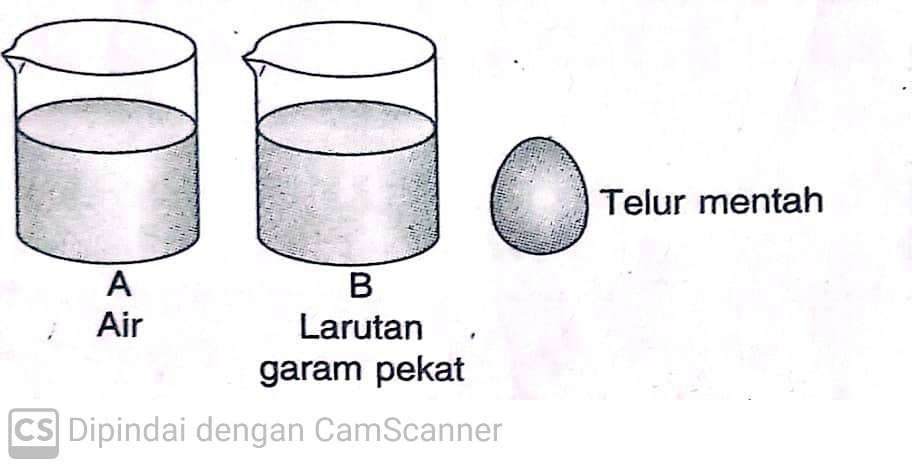 A
Air
B
Larutan
garam pekat
Telur mentah
CS Dipindai dengan CamScanner